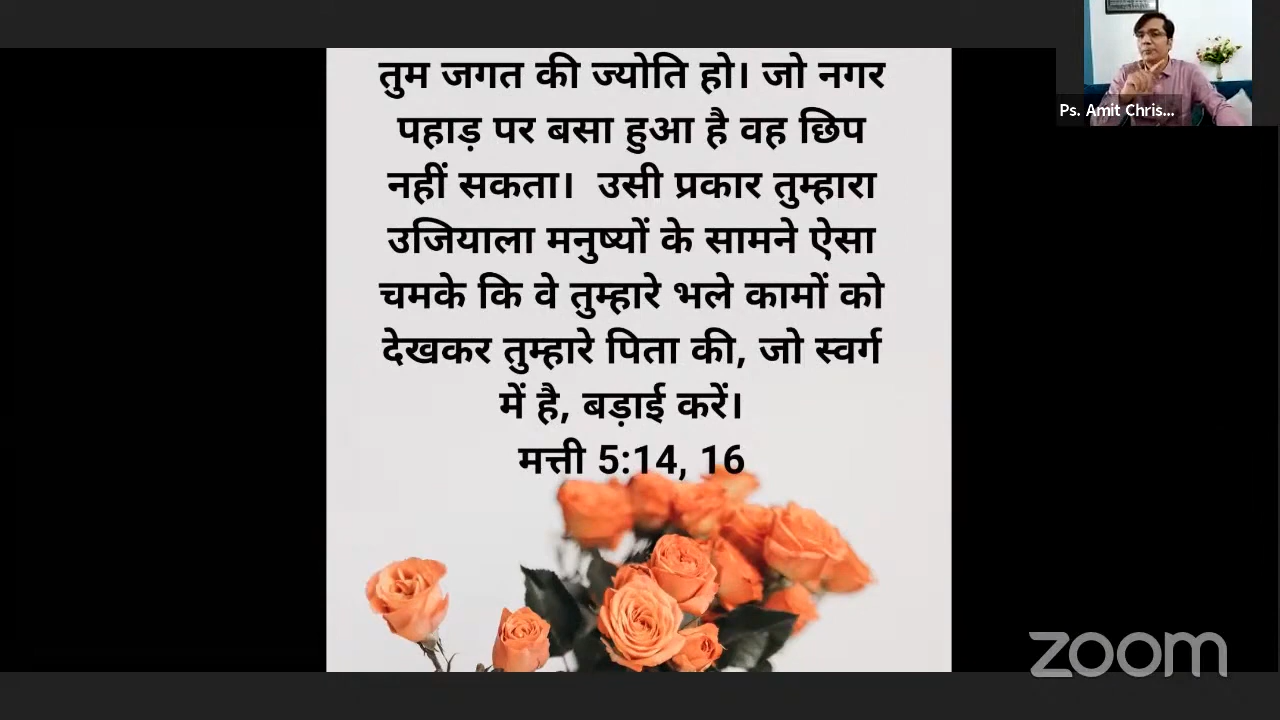 तुम जगत की ज्योति हो। जो नगर
पहाड़ पर बसा हुआ है वह छिप
नहीं सकता। उसी प्रकार तुम्हारा
उजियाला मनुष्यों के सामने ऐसा
चमके कि वे तुम्हारे भले कामों को
देखकर तुम्हारे पिता की, जो स्वर्ग
में है, बड़ाई करें।
मत्ती 5:14, 16
Ps. Amit Chris...
zoom